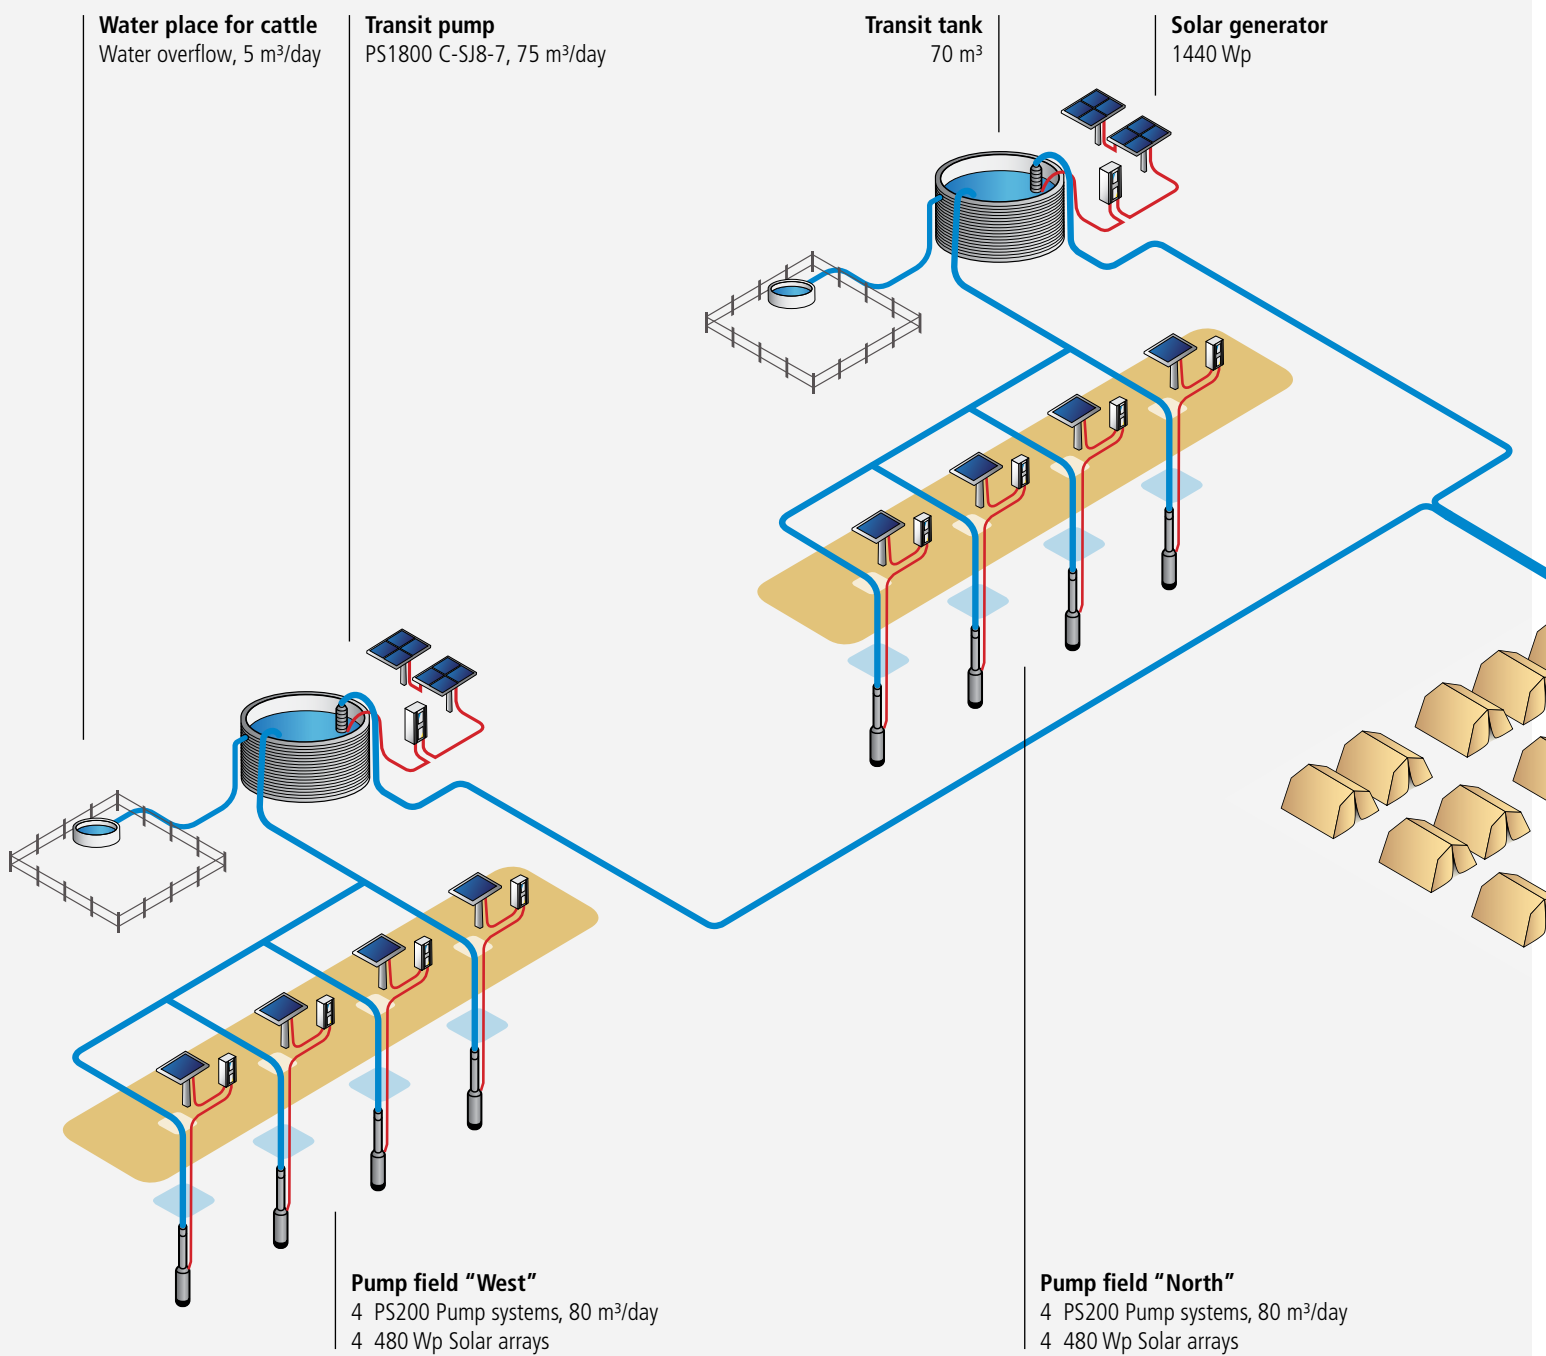 Water place for cattle
Water overflow, 5 m³/day
Transit pump
PS1800 C-SJ8-7, 75 m³/day
Transit tank
70 m³
Solar generator
1440 Wp
Pump field “West”
4 PS200 Pump systems, 80 m³/day
4 480 Wp Solar arrays
Pump field “North”
4 PS200 Pump systems, 80 m³/day
4 480 Wp Solar arrays